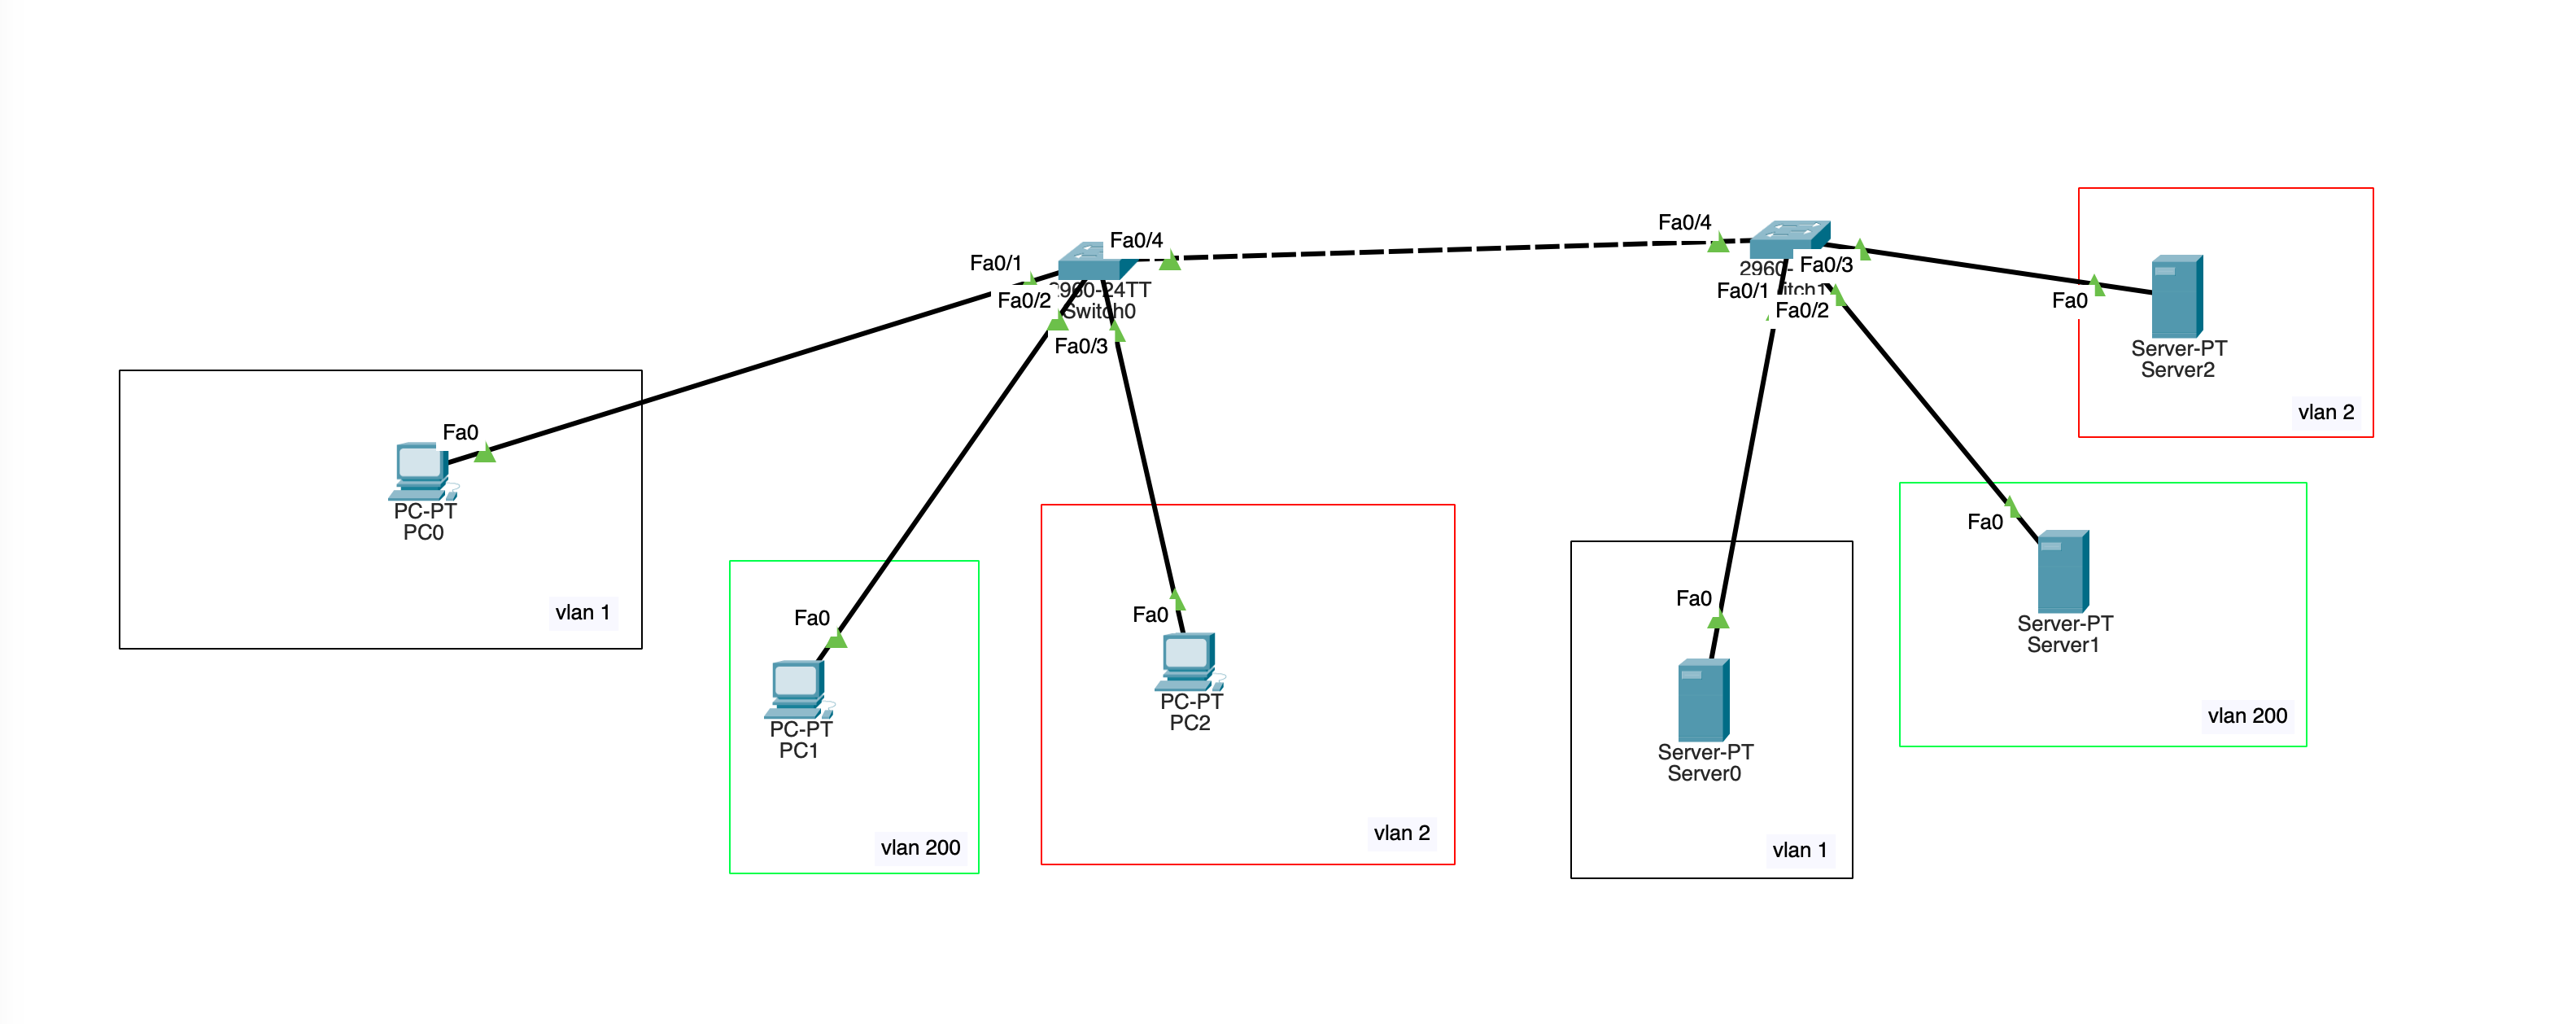 Fa0/4
Fa0/1
Fa0/2
960-24TT
Switch0
Fa0/3
Fa0/4
Fa0/3
2960-
Fa0/1
itch1
Fa0/2
Fa0
Server-PT
Server2
vlan 2
Fa0
PC-PT
PC0
vlan 1
Fa0
PC-PT
PC1
vlan 200
Fa0
PC-PT
PC2
vlan 2
Fa0
Server-PT
Server0
vlan 1
Fa0
Server-PT
Server1
vlan 200